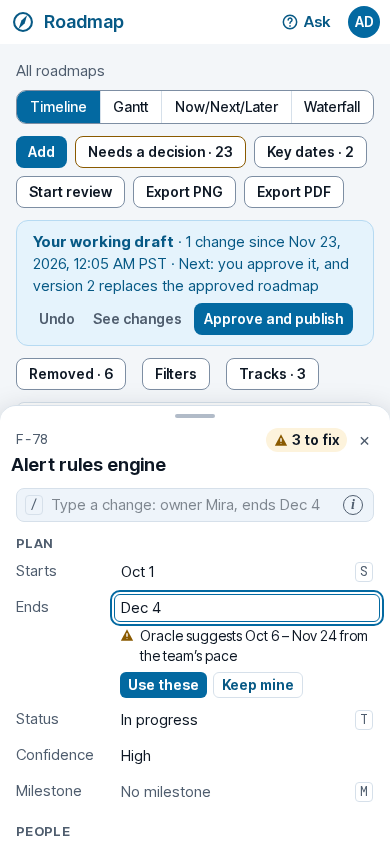 Roadmap
Ask
AD
All roadmaps
Timeline Gantt Now/Next/Later Waterfall
Add Needs a decision · 23 Key dates · 2
Start review Export PNG Export PDF
Your working draft · 1 change since Nov 23,
2026, 12:05 AM PST · Next: you approve it, and
version 2 replaces the approved roadmap
Undo See changes Approve and publish
Removed · 6 Filters Tracks · 3
F-78 3 to fix ×
Alert rules engine
/ Type a change: owner Mira, ends Dec 4 i
PLAN
Starts Oct 1 S
Ends Dec 4
Oracle suggests Oct 6 – Nov 24 from
the team's pace
Use these Keep mine
Status In progress T
Confidence High
Milestone No milestone M
PEOPLE